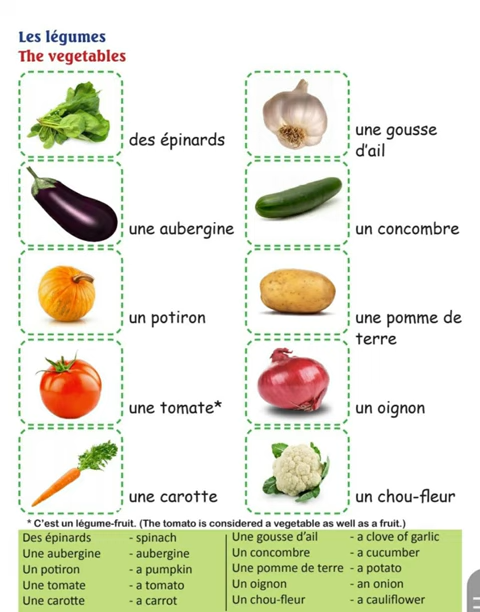 Les légumes
The vegetables
des épinards
une gousse
d'ail
une aubergine
un concombre
un potiron
une pomme de
terre
une tomate*
un oignon
une carotte
un chou-fleur
* C'est un légume-fruit. (The tomato is considered a vegetable as well as a fruit.)
Des épinards - spinach
Une aubergine - aubergine
Un potiron - a pumpkin
Une tomate - a tomato
Une carotte - a carrot
Une gousse d'ail - a clove of garlic
Un concombre - a cucumber
Une pomme de terre - a potato
Un oignon - an onion
Un chou-fleur - a cauliflower